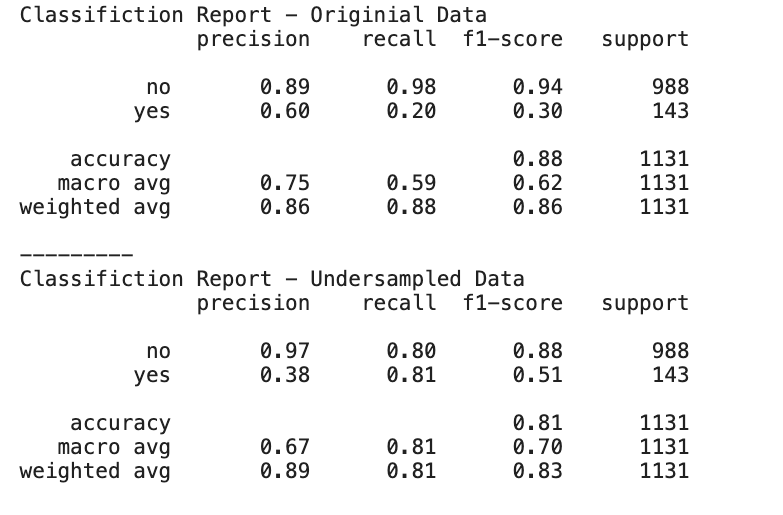 Classifiction Report – Originial Data
precision recall f1–score support
no 0.89 0.98 0.94 988
yes 0.60 0.20 0.30 143
accuracy 0.88 1131
macro avg 0.75 0.59 0.62 1131
weighted avg 0.86 0.88 0.86 1131
–––––––––
Classifiction Report – Undersampled Data
precision recall f1–score support
no 0.97 0.80 0.88 988
yes 0.38 0.81 0.51 143
accuracy 0.81 1131
macro avg 0.67 0.81 0.70 1131
weighted avg 0.89 0.81 0.83 1131